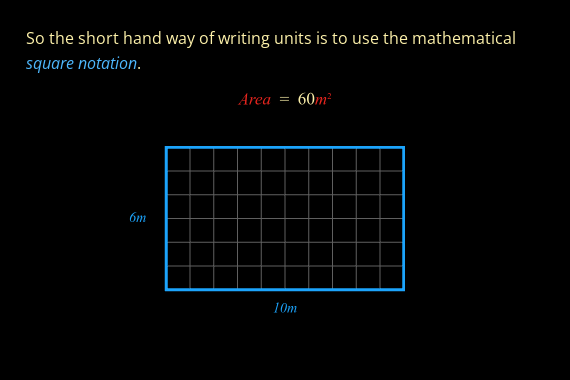 So the short hand way of writing units is to use the mathematical
square notation.
Area = 60m²
6m
10m